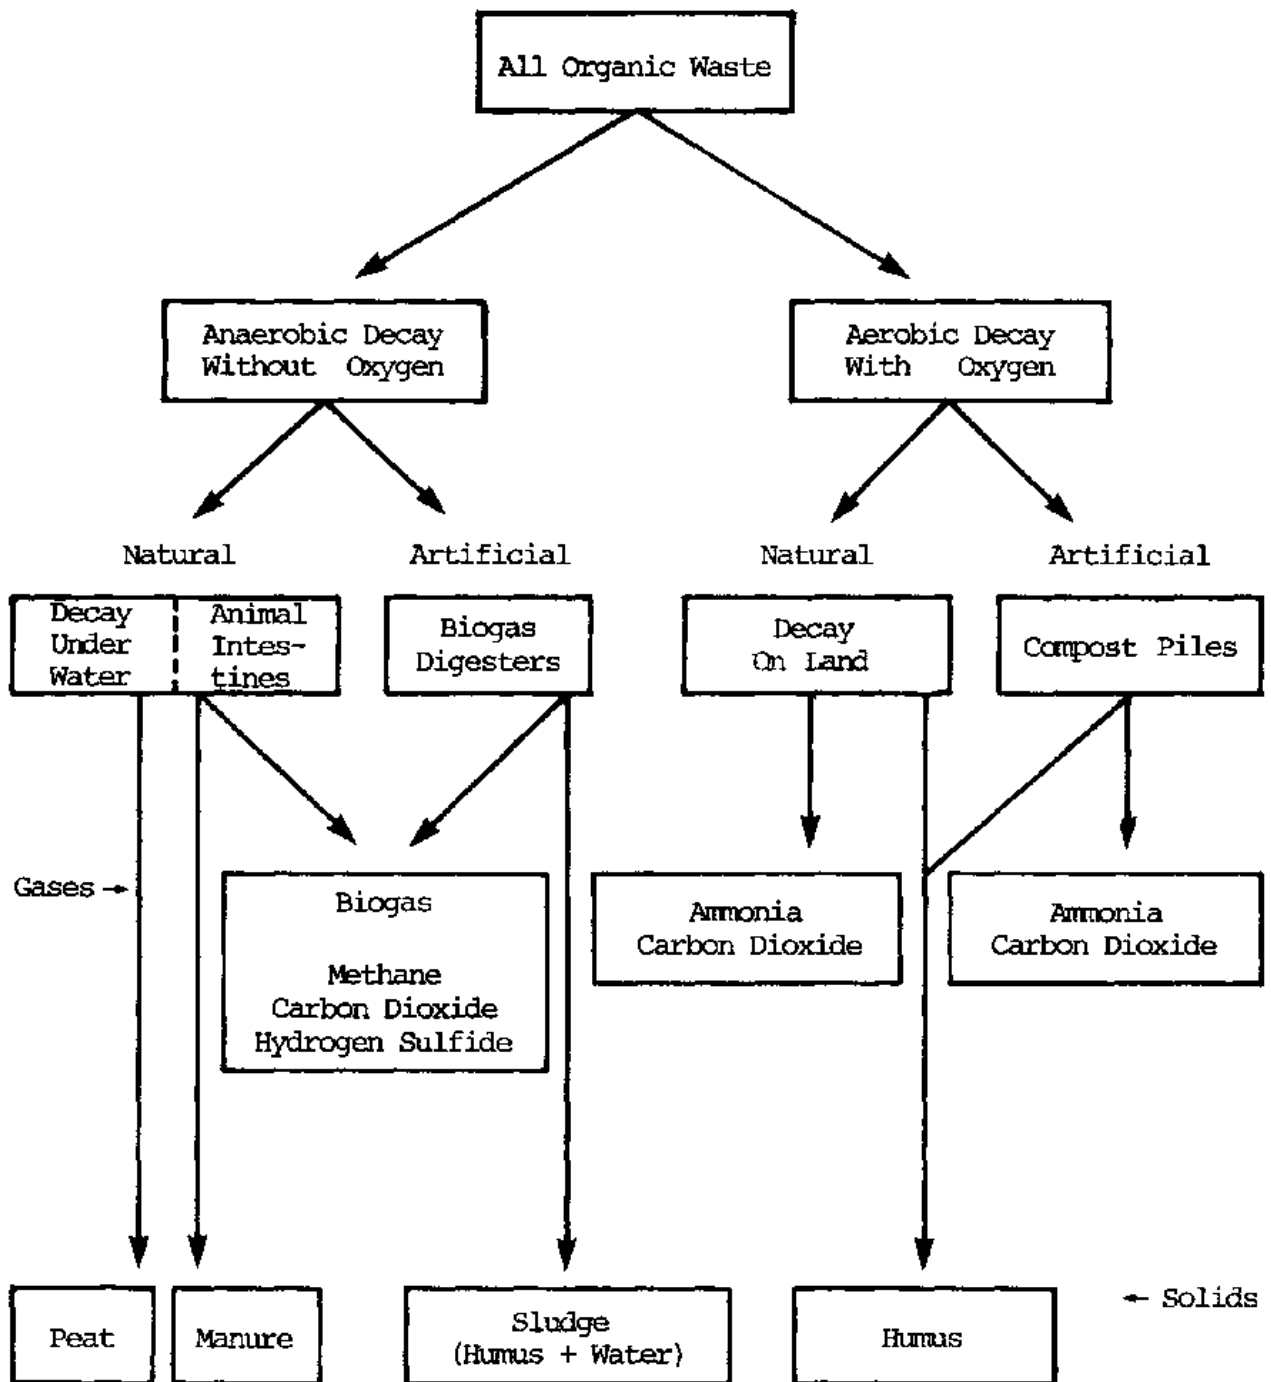 All Organic Waste
Anaerobic Decay
Without Oxygen
Aerobic Decay
With Oxygen
Natural
Artificial
Natural
Artificial
Decay
Under
Water
Animal
Intes-
tines
Biogas
Digesters
Decay
On Land
Compost Piles
Gases →
Biogas
Methane
Carbon Dioxide
Hydrogen Sulfide
Ammonia
Carbon Dioxide
Ammonia
Carbon Dioxide
Peat
Manure
Sludge
(Humus + Water)
Humus
← Solids